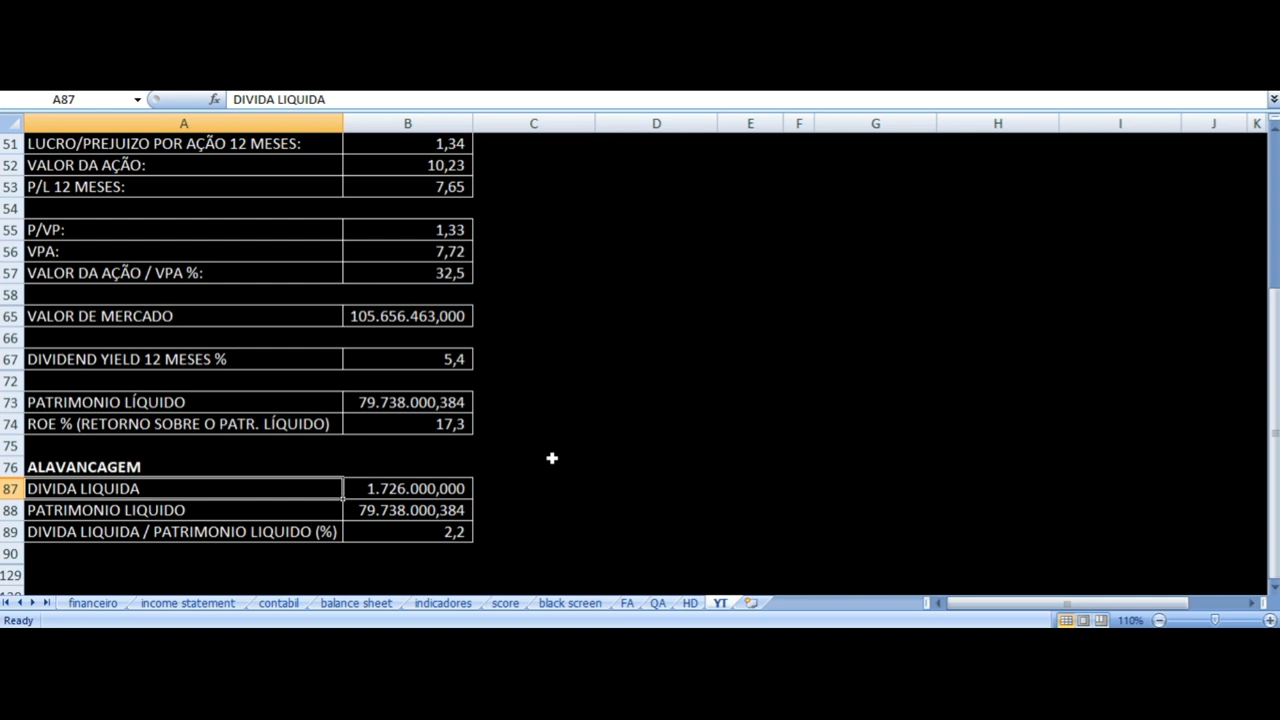 A87 fx DIVIDA LIQUIDA
A B C D E F G H I J K
51 LUCRO/PREJUIZO POR AÇÃO 12 MESES: 1,34
52 VALOR DA AÇÃO: 10,23
53 P/L 12 MESES: 7,65
54
55 P/VP: 1,33
56 VPA: 7,72
57 VALOR DA AÇÃO / VPA %: 32,5
58
65 VALOR DE MERCADO 105.656.463,000
66
67 DIVIDEND YIELD 12 MESES % 5,4
72
73 PATRIMONIO LÍQUIDO 79.738.000,384
74 ROE % (RETORNO SOBRE O PATR. LÍQUIDO) 17,3
75
76 ALAVANCAGEM
87 DIVIDA LIQUIDA 1.726.000,000
88 PATRIMONIO LIQUIDO 79.738.000,384
89 DIVIDA LIQUIDA / PATRIMONIO LIQUIDO (%) 2,2
90
129
financeiro income statement contabil balance sheet indicadores score black screen FA QA HD YT
Ready 110%